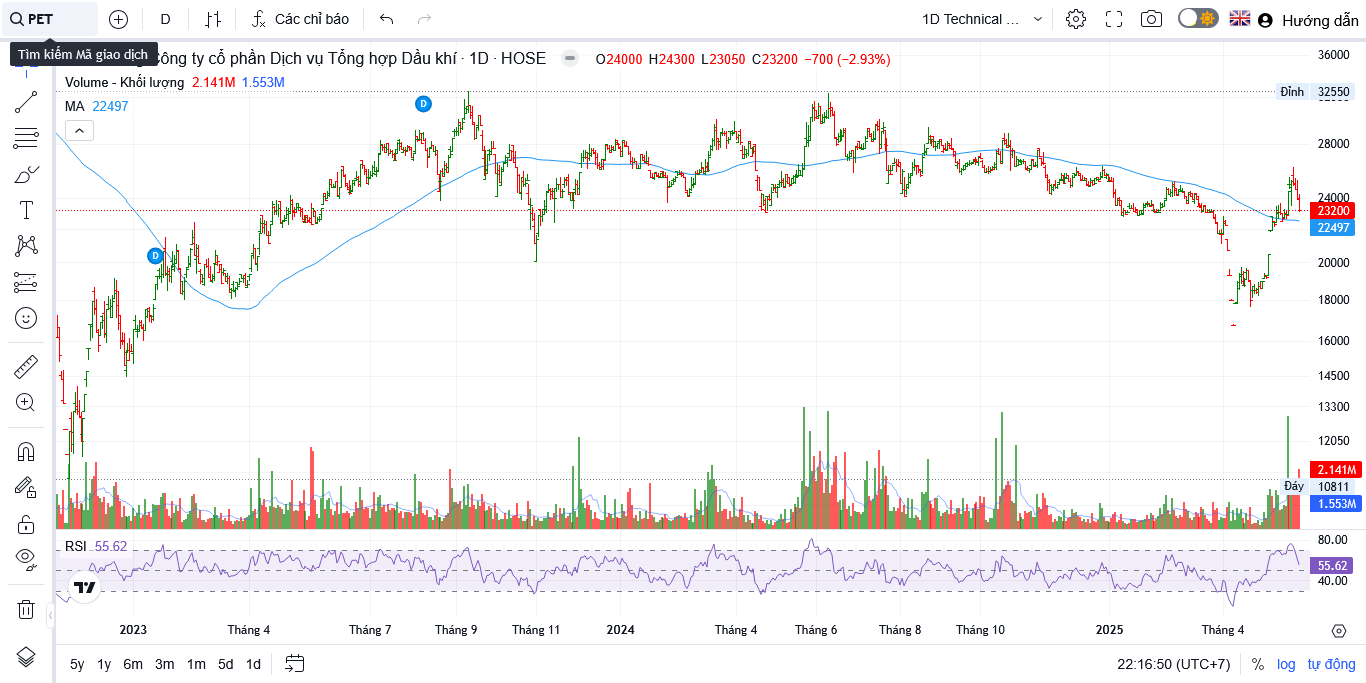 PET
D
Các chỉ báo
1D Technical ...
Hướng dẫn
Tìm kiếm Mã giao dịch
Công ty cổ phần Dịch vụ Tổng hợp Dầu khí · 1D · HOSE
O24000 H24300 L23050 C23200 −700 (−2.93%)
Volume - Khối lượng 2.141M 1.553M
MA 22497
36000
Đỉnh 32550
D
28000
24000
23200
22497
D
20000
18000
16000
14500
13300
12050
2.141M
Đáy 10811
1.553M
RSI 55.62
80.00
55.62
40.00
2023
Tháng 4
Tháng 7
Tháng 9
Tháng 11
2024
Tháng 4
Tháng 6
Tháng 8
Tháng 10
2025
Tháng 4
5y 1y 6m 3m 1m 5d 1d
22:16:50 (UTC+7)
% log tự động